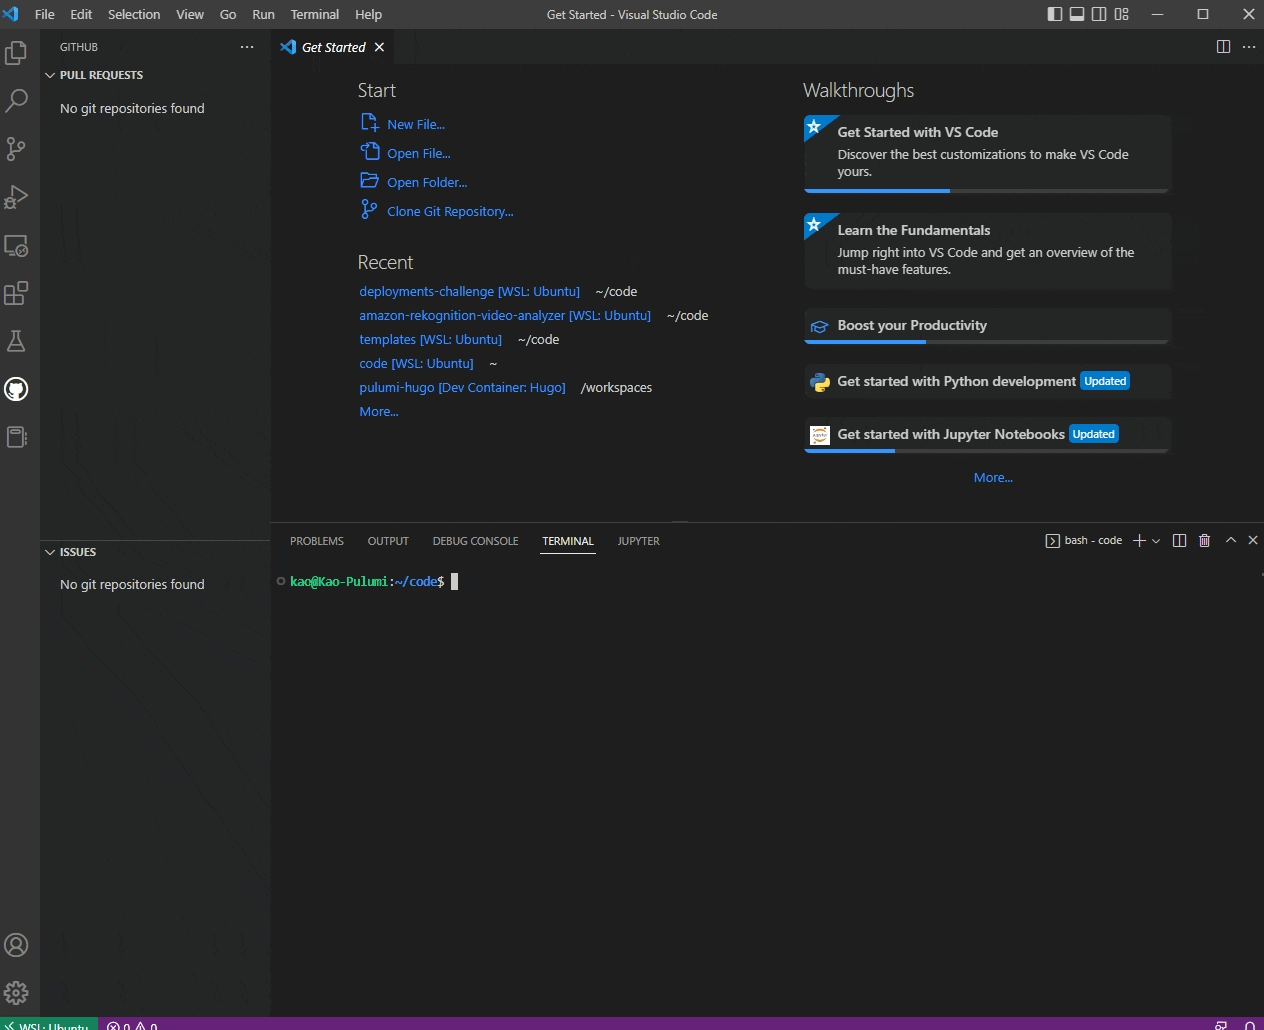 File Edit Selection View Go Run Terminal Help
Get Started - Visual Studio Code
GITHUB
PULL REQUESTS
No git repositories found
ISSUES
No git repositories found
Get Started
Start
New File...
Open File...
Open Folder...
Clone Git Repository...
Recent
deployments-challenge [WSL: Ubuntu] ~/code
amazon-rekognition-video-analyzer [WSL: Ubuntu] ~/code
templates [WSL: Ubuntu] ~/code
code [WSL: Ubuntu] ~
pulumi-hugo [Dev Container: Hugo] /workspaces
More...
Walkthroughs
Get Started with VS Code
Discover the best customizations to make VS Code
yours.
Learn the Fundamentals
Jump right into VS Code and get an overview of the
must-have features.
Boost your Productivity
Get started with Python development Updated
Get started with Jupyter Notebooks Updated
More...
PROBLEMS OUTPUT DEBUG CONSOLE TERMINAL JUPYTER
bash - code
kao@Kao-Pulumi:~/code$
WSL: Ubuntu 0 0